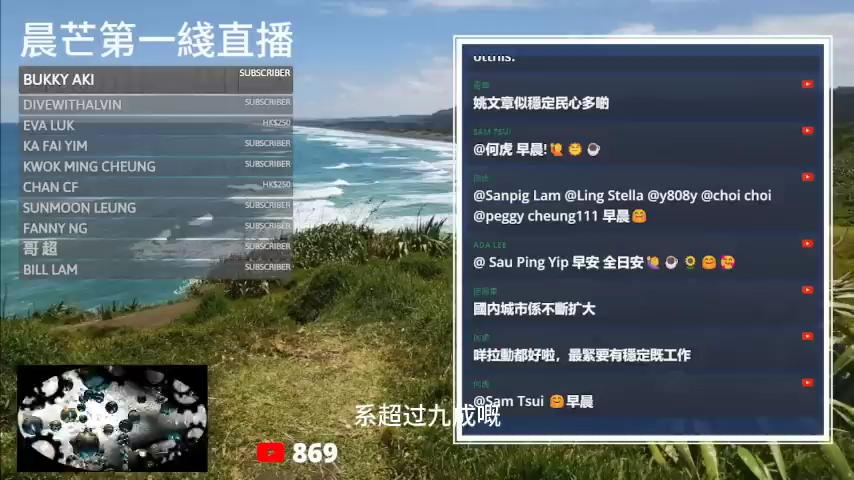 晨芒第一綫直播
BUKKY AKI SUBSCRIBER
DIVEWITHALVIN SUBSCRIBER
EVA LUK HK$250
KA FAI YIM SUBSCRIBER
KWOK MING CHEUNG SUBSCRIBER
CHAN CF HK$250
SUNMOON LEUNG SUBSCRIBER
FANNY NG SUBSCRIBER
哥 超 SUBSCRIBER
BILL LAM SUBSCRIBER
姚文章似穩定民心多啲
SAM TSUI
@何虎 早晨!
@Sanpig Lam @Ling Stella @y808y @choi choi
@peggy cheung111 早晨
ADA LEE
@ Sau Ping Yip 早安 全日安
國內城市係不斷扩大
咩拉動都好啦，最緊要有穩定既工作
何虎
@Sam Tsui 早晨
系超过九成嘅
869